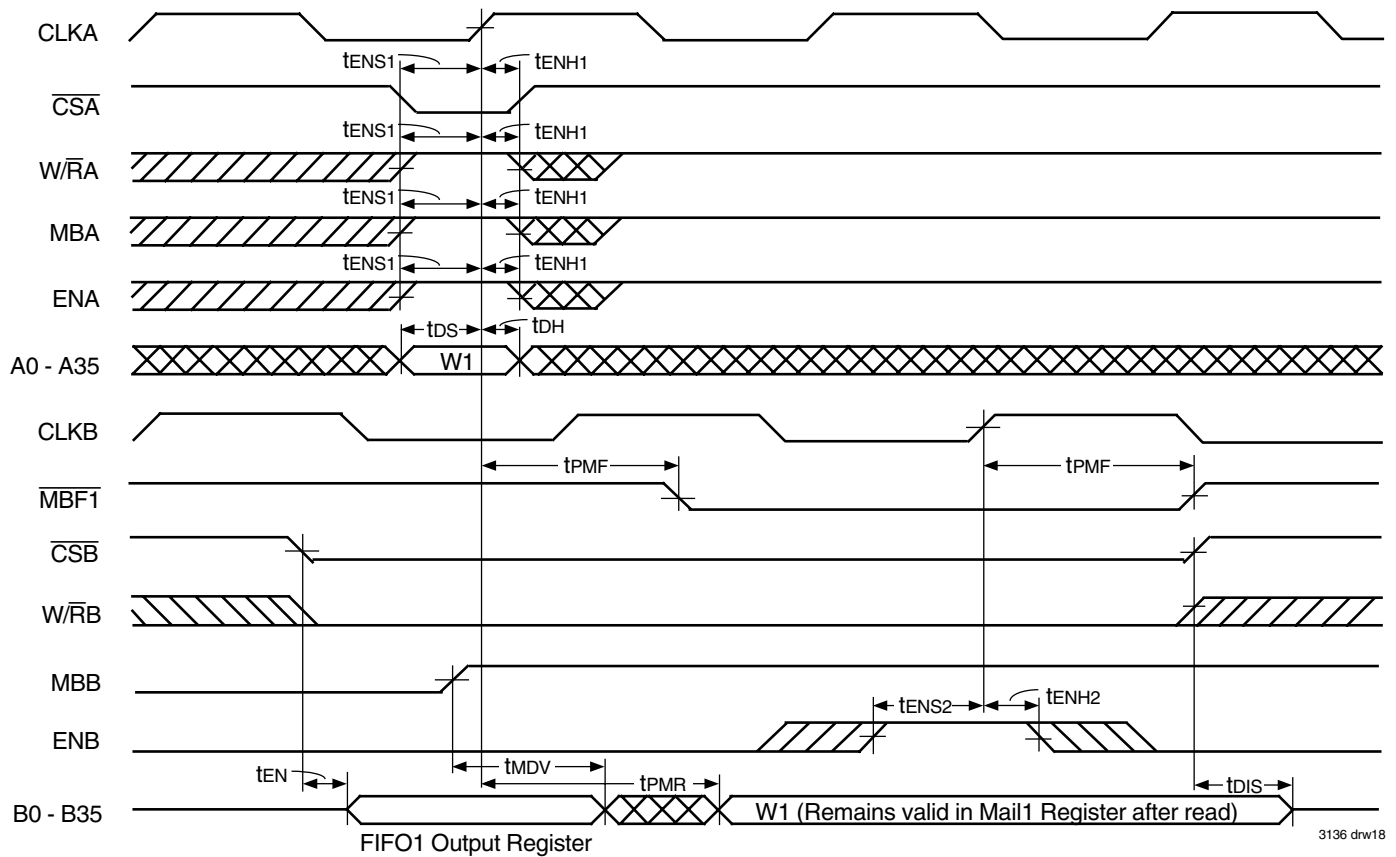 CLKA
tENS1 tENH1
CSA
tENS1 tENH1
W/RA
tENS1 tENH1
MBA
tENS1 tENH1
ENA
tDS tDH
A0 - A35 W1
CLKB
tPMF tPMF
MBF1
CSB
W/RB
MBB
tENS2 tENH2
ENB
tEN tMDV tPMR tDIS
B0 - B35 W1 (Remains valid in Mail1 Register after read)
FIFO1 Output Register
3136 drw18